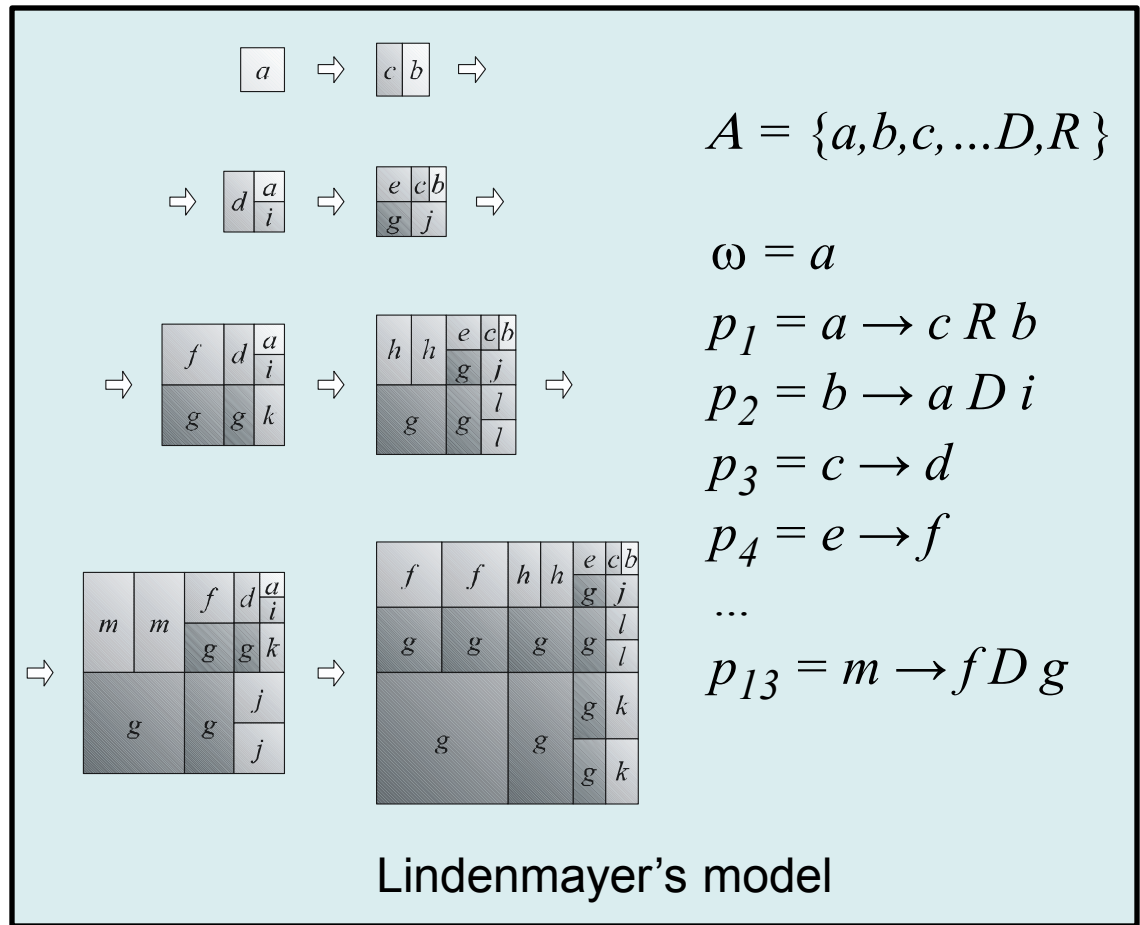 a ⇨ c b ⇨
⇨ d a i ⇨ e c b g j ⇨
⇨ f d a i g g k ⇨ h h e c b g j g g l l ⇨
⇨ m m f d a i g g k g g j j ⇨ f f h h e c b g j g g g g l l g g g k g k
A = {a,b,c,...D,R }
ω = a
p1 = a → c R b
p2 = b → a D i
p3 = c → d
p4 = e → f
...
p13 = m → f D g
Lindenmayer's model